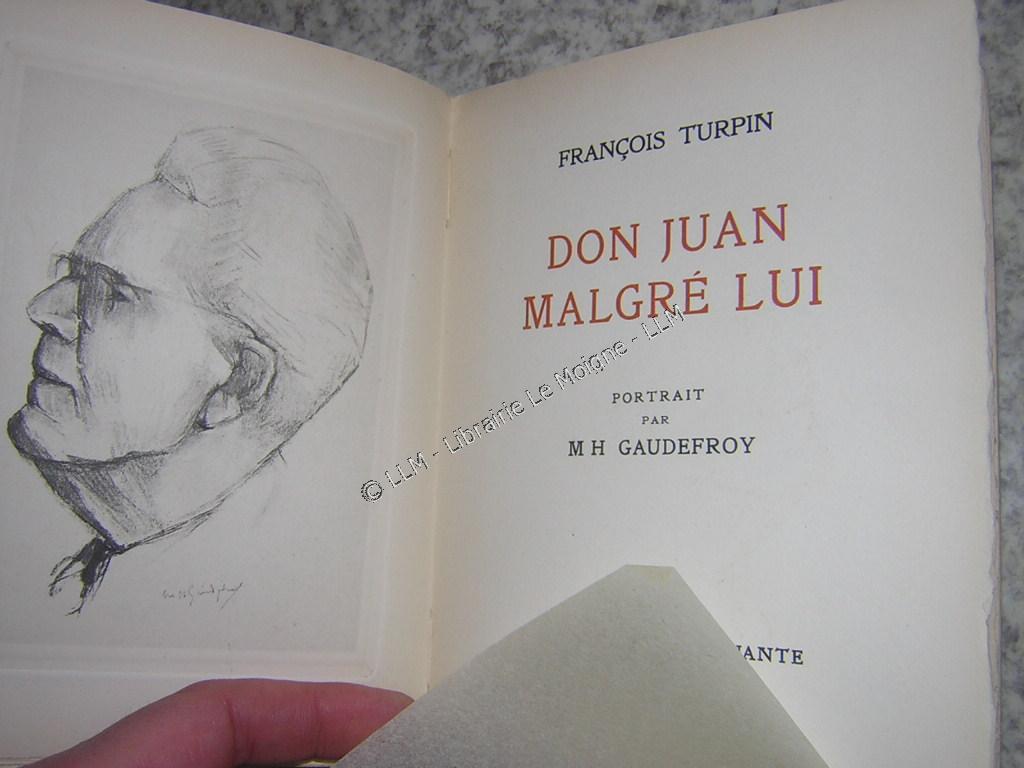 FRANÇOIS TURPIN
DON JUAN
MALGRÉ LUI
PORTRAIT
PAR
M H GAUDEFROY
© LLM - Librairie Le Moigne - LLM